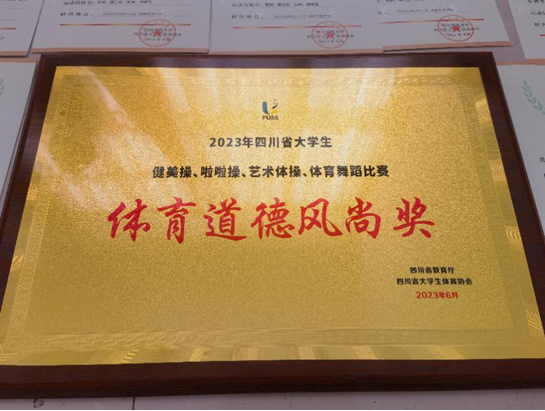 FUSS
2023年四川省大学生
健美操、啦啦操、艺术体操、体育舞蹈比赛
体育道德风尚奖
四川省教育厅
四川省大学生体育协会
2023年6月